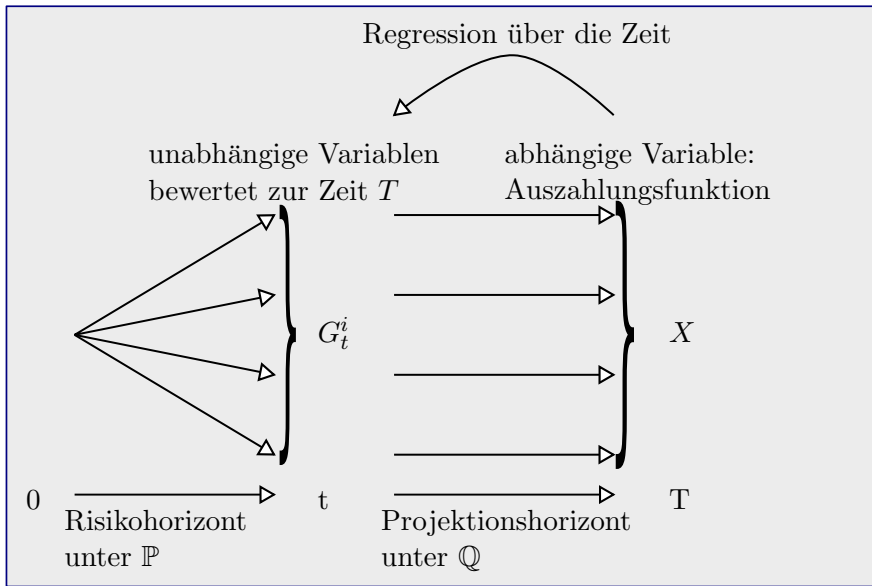 Regression über die Zeit
unabhängige Variablen
bewertet zur Zeit T
abhängige Variable:
Auszahlungsfunktion
G_t^i
X
0
t
T
Risikohorizont
unter ℙ
Projektionshorizont
unter ℚ